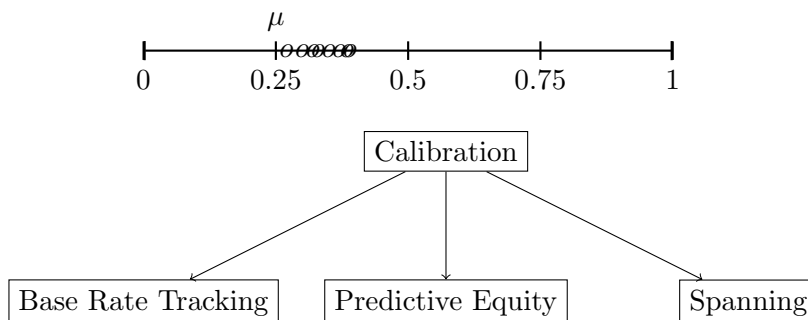 μ
0 0.25 0.5 0.75 1
Calibration
Base Rate Tracking Predictive Equity Spanning